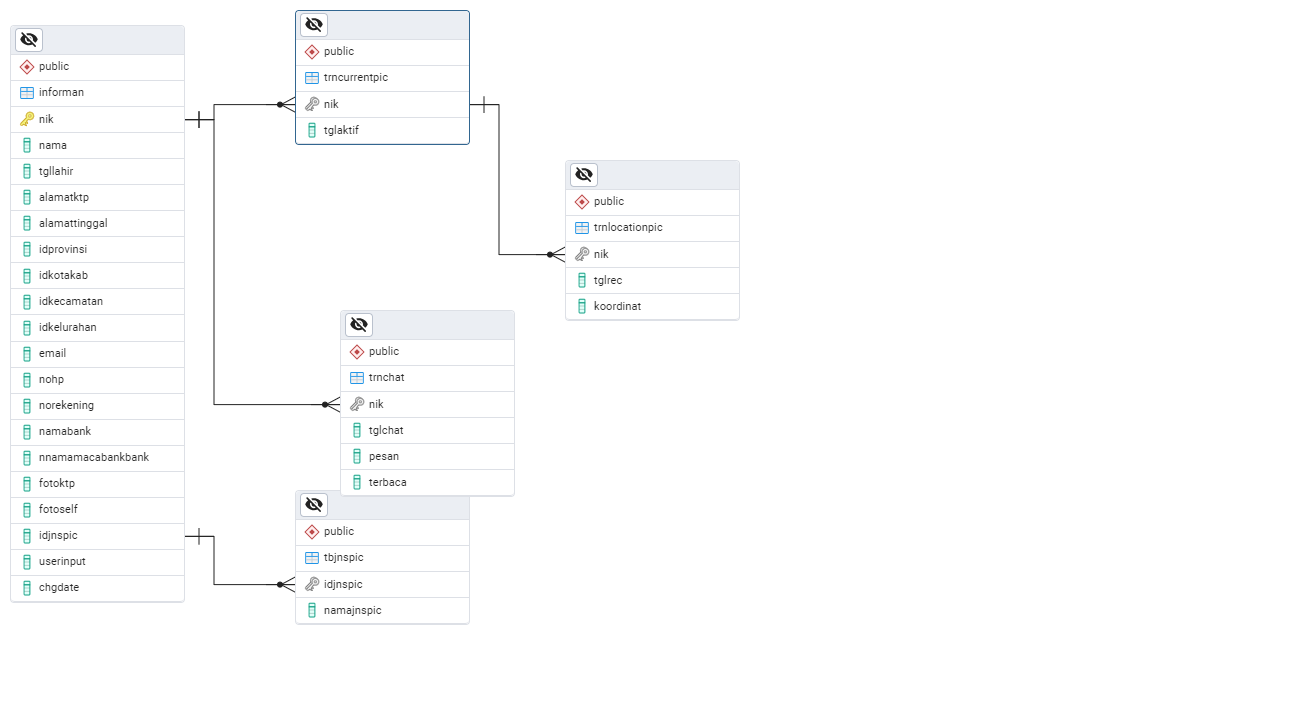 public
informan
nik
nama
tgllahir
alamatktp
alamattinggal
idprovinsi
idkotakab
idkecamatan
idkelurahan
email
nohp
norekening
namabank
nnamamacabankbank
fotoktp
fotoself
idjnspic
userinput
chgdate
public
trncurrentpic
nik
tglaktif
public
trnlocationpic
nik
tglrec
koordinat
public
trnchat
nik
tglchat
pesan
terbaca
public
tbjnspic
idjnspic
namajnspic